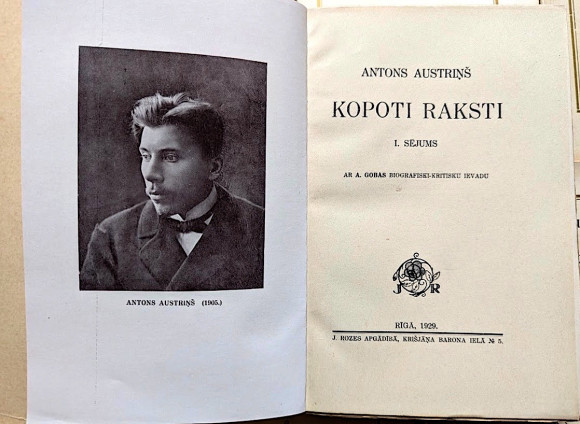 ANTONS AUSTRIŅŠ (1905.)
ANTONS AUSTRIŅŠ
KOPOTI RAKSTI
I. SĒJUMS
AR A. GOBAS BIOGRAFISKI-KRITISKU IEVADU
J R
RĪGĀ, 1929.
J. ROZES APGĀDĪBĀ, KRIŠJĀŅA BARONA IELĀ № 5.